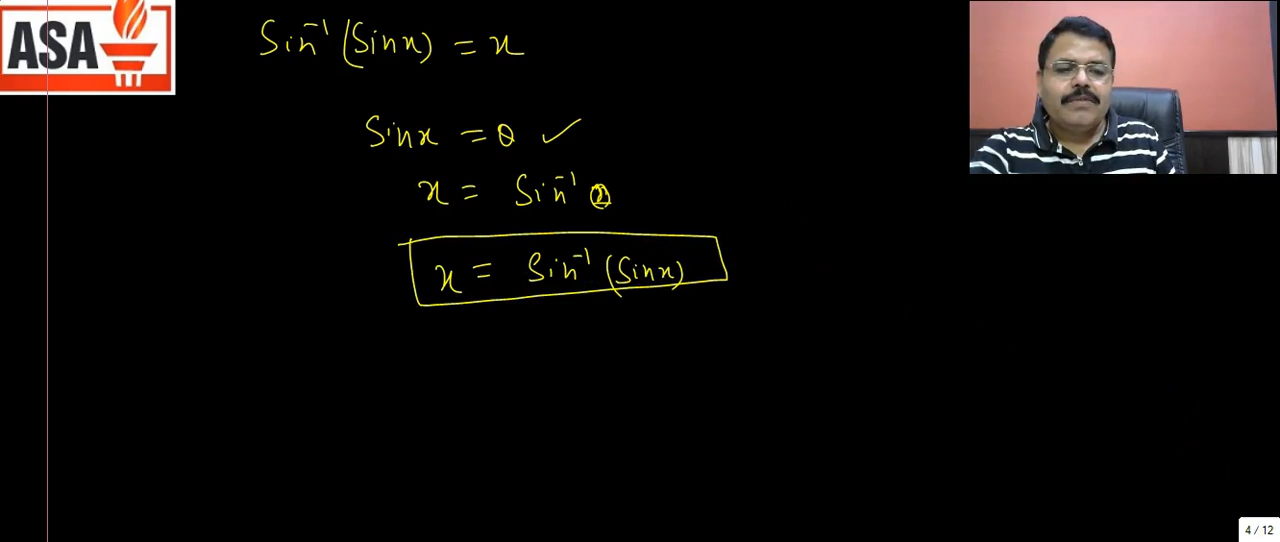 ASA
Sin⁻¹(Sinx) = x
Sinx = θ ✓
x = Sin⁻¹
x = Sin⁻¹(Sinx)
4 / 12